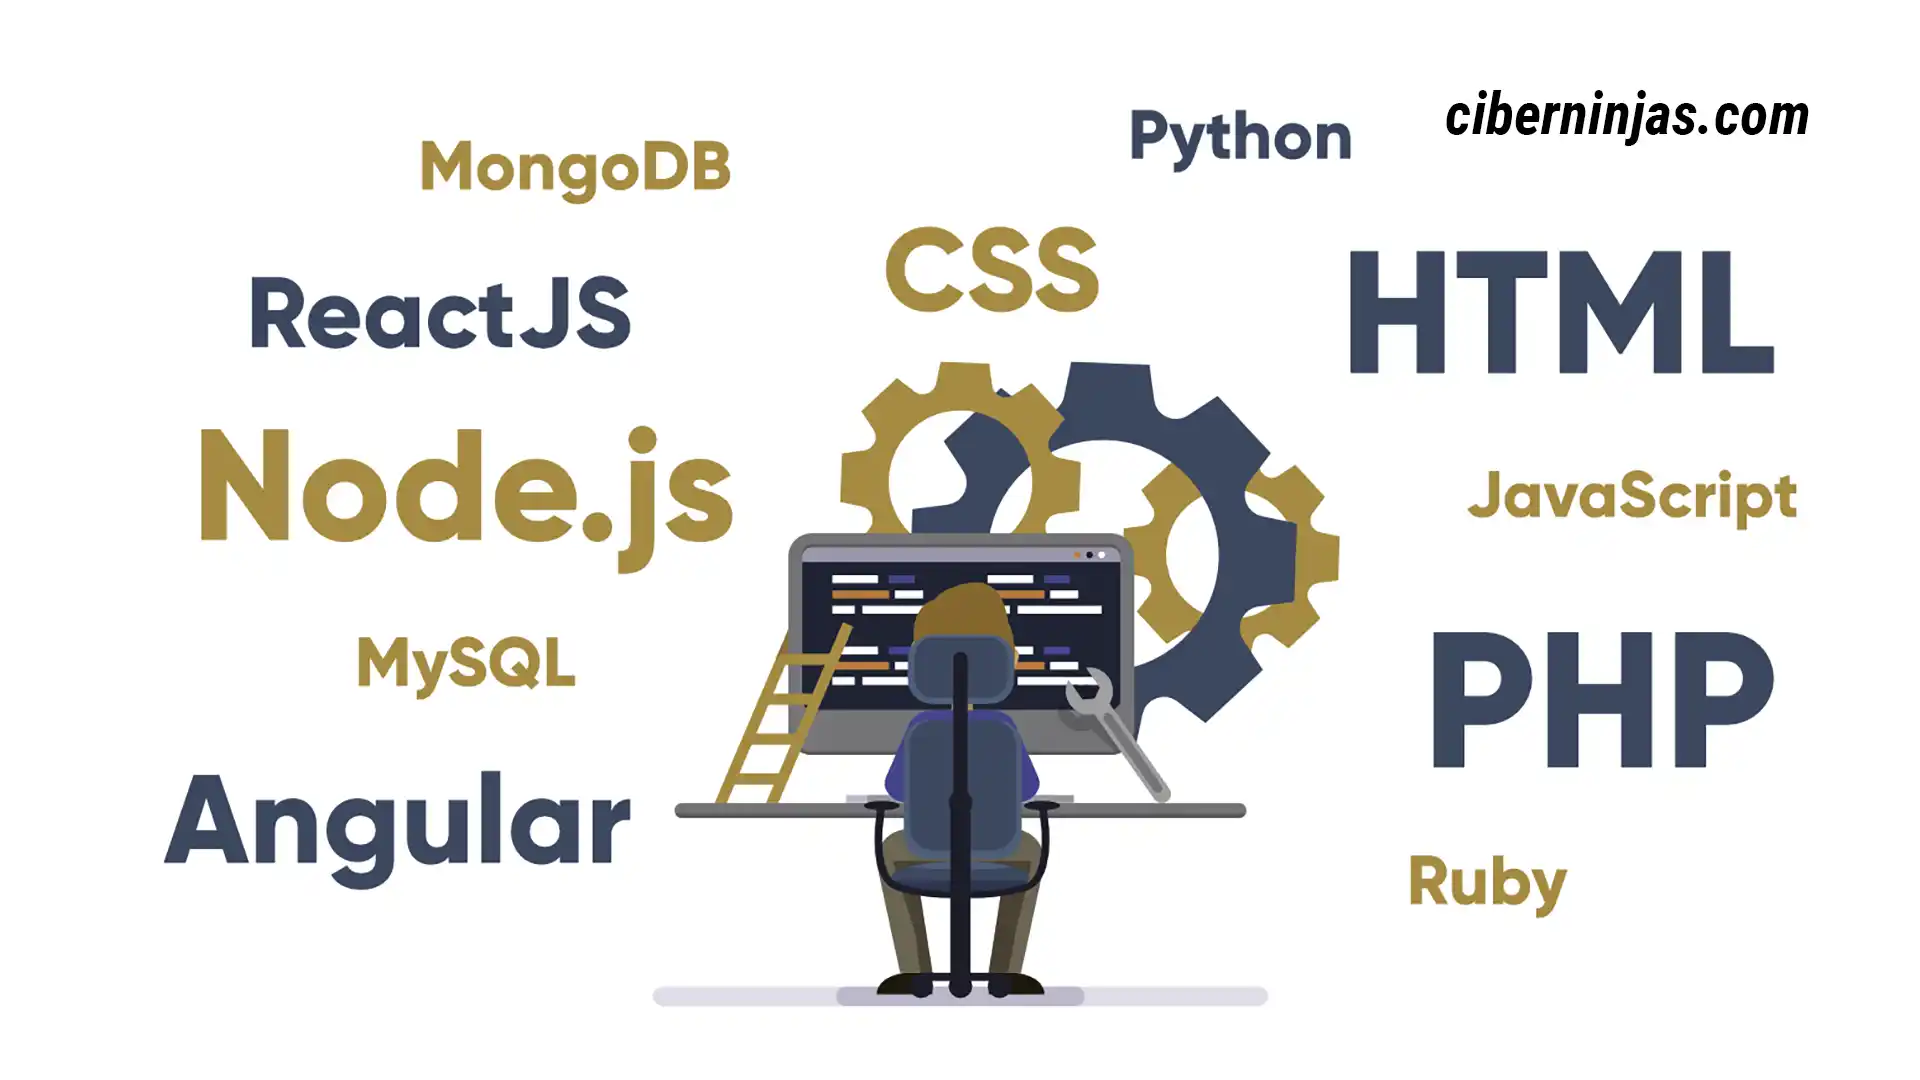 ciberninjas.com
Python
MongoDB
CSS
ReactJS
HTML
Node.js
JavaScript
MySQL
PHP
Angular
Ruby